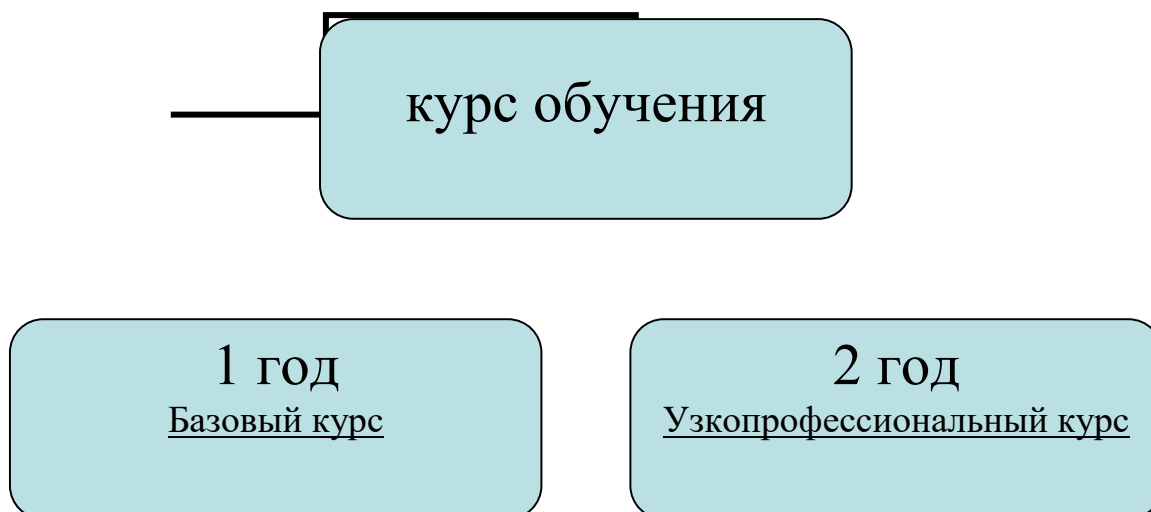 курс обучения
1 год
Базовый курс
2 год
Узкопрофессиональный курс